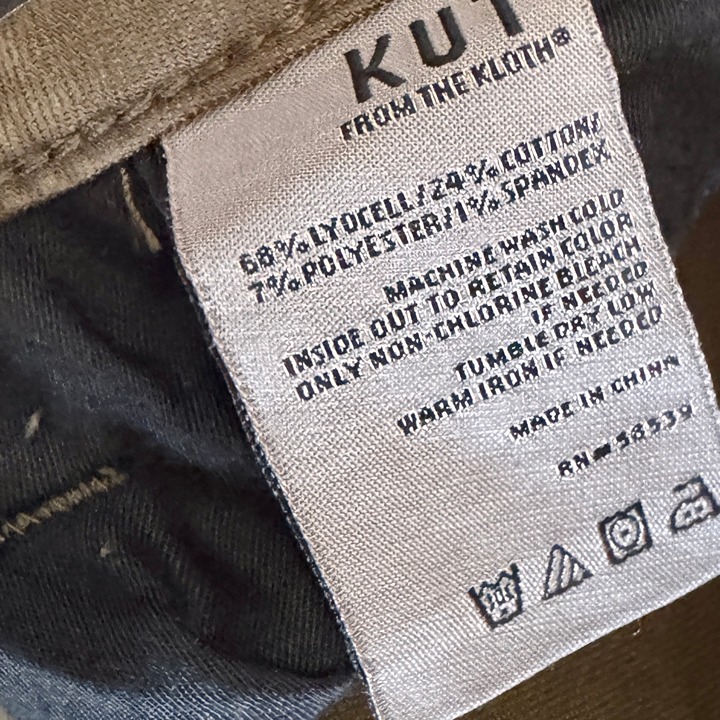 KUT
FROM THE KLOTH®
68% LYOCELL/24% COTTON/
7% POLYESTER/1% SPANDEX
MACHINE WASH COLD
INSIDE OUT TO RETAIN COLOR
ONLY NON-CHLORINE BLEACH
IF NEEDED
TUMBLE DRY LOW
WARM IRON IF NEEDED
MADE IN CHINA
RN#